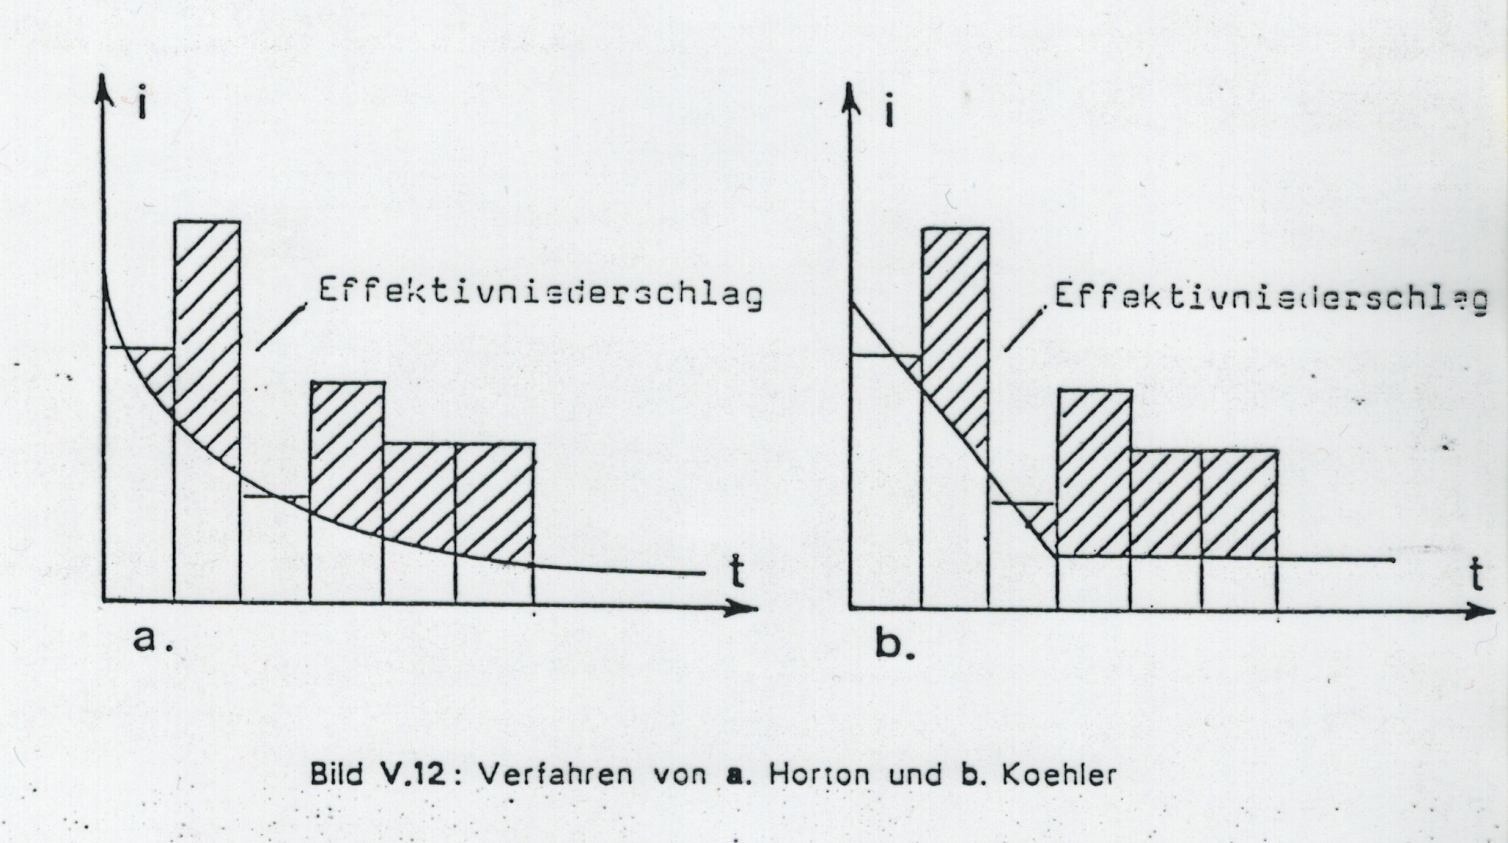 i
i
Effektivniederschlag
Effektivniederschlag
t
t
a.
b.
Bild V.12: Verfahren von a. Horton und b. Koehler